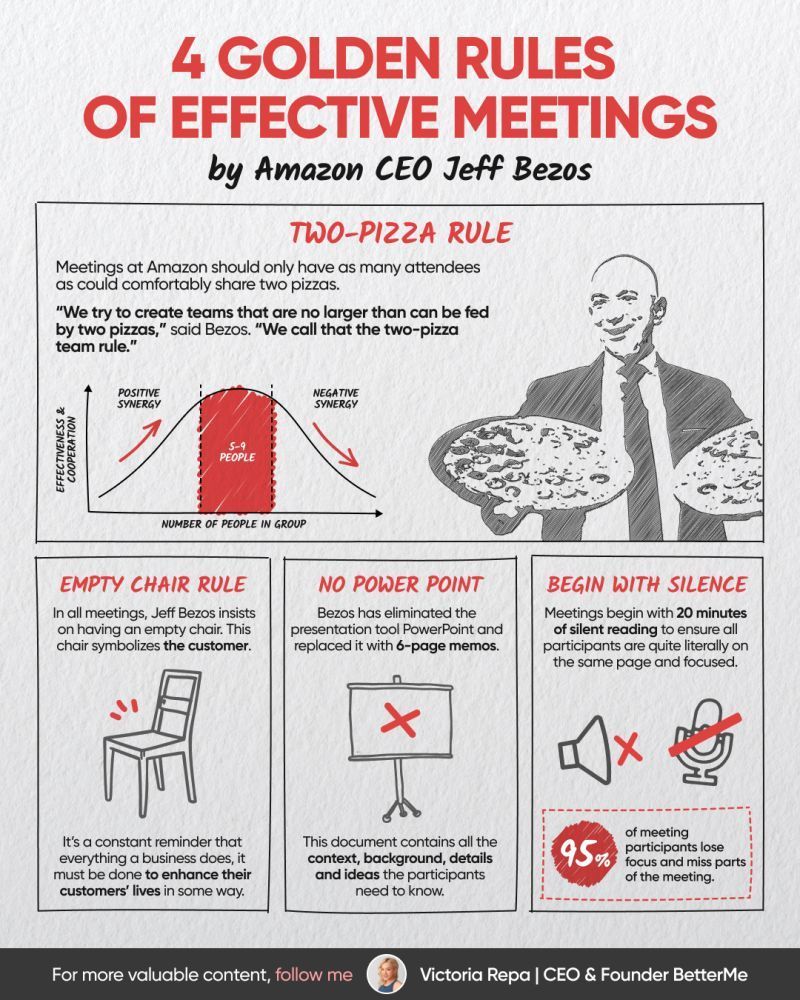 4 GOLDEN RULES
OF EFFECTIVE MEETINGS
by Amazon CEO Jeff Bezos
TWO-PIZZA RULE
Meetings at Amazon should only have as many attendees
as could comfortably share two pizzas.
“We try to create teams that are no larger than can be fed
by two pizzas,” said Bezos. “We call that the two-pizza
team rule.”
EFFECTIVENESS &
COOPERATION
POSITIVE
SYNERGY
5-9
PEOPLE
NEGATIVE
SYNERGY
NUMBER OF PEOPLE IN GROUP
EMPTY CHAIR RULE
In all meetings, Jeff Bezos insists
on having an empty chair. This
chair symbolizes the customer.
It’s a constant reminder that
everything a business does, it
must be done to enhance their
customers’ lives in some way.
NO POWER POINT
Bezos has eliminated the
presentation tool PowerPoint and
replaced it with 6-page memos.
This document contains all the
context, background, details
and ideas the participants
need to know.
BEGIN WITH SILENCE
Meetings begin with 20 minutes
of silent reading to ensure all
participants are quite literally on
the same page and focused.
95%
of meeting
participants lose
focus and miss parts
of the meeting.
For more valuable content, follow me
Victoria Repa | CEO & Founder BetterMe